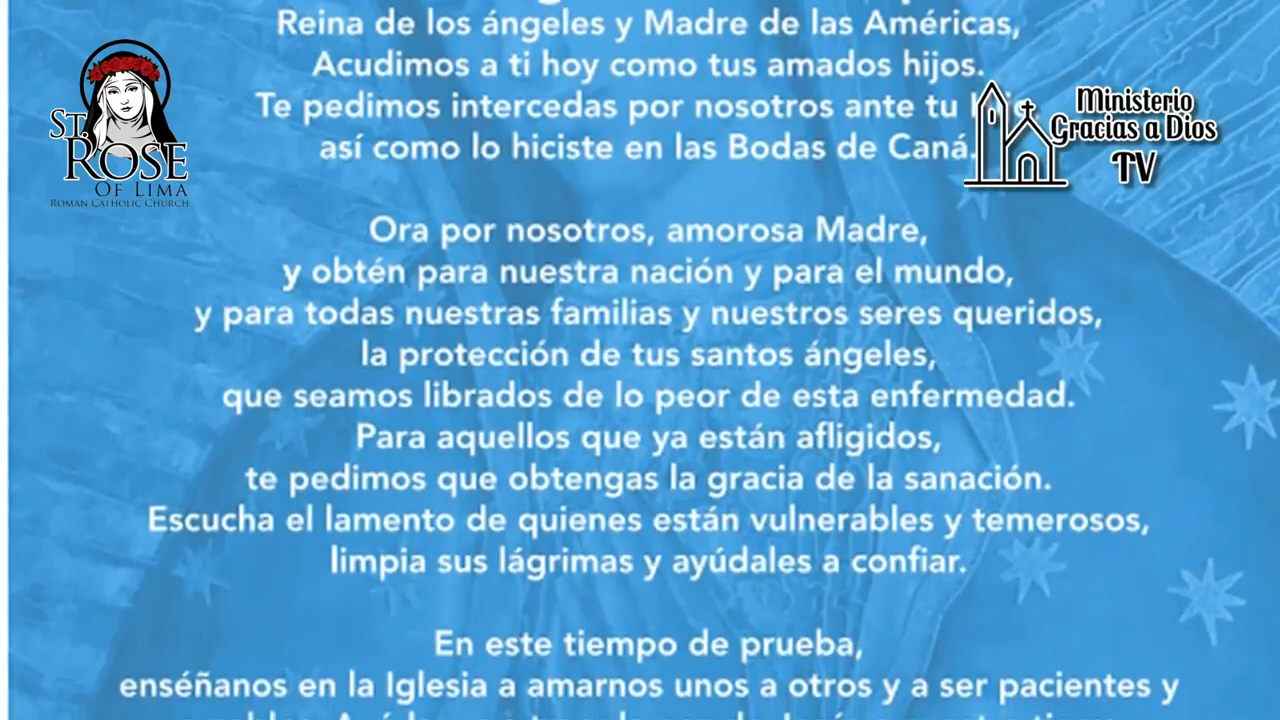 Reina de los ángeles y Madre de las Américas,
Acudimos a ti hoy como tus amados hijos.
Te pedimos intercedas por nosotros ante tu
así como lo hiciste en las Bodas de Caná.
Ora por nosotros, amorosa Madre,
y obtén para nuestra nación y para el mundo,
y para todas nuestras familias y nuestros seres queridos,
la protección de tus santos ángeles,
que seamos librados de lo peor de esta enfermedad.
Para aquellos que ya están afligidos,
te pedimos que obtengas la gracia de la sanación.
Escucha el lamento de quienes están vulnerables y temerosos,
limpia sus lágrimas y ayúdales a confiar.
En este tiempo de prueba,
enséñanos en la Iglesia a amarnos unos a otros y a ser pacientes y
ST.
ROSE
OF LIMA
ROMAN CATHOLIC CHURCH
Ministerio
Gracias a Dios
TV